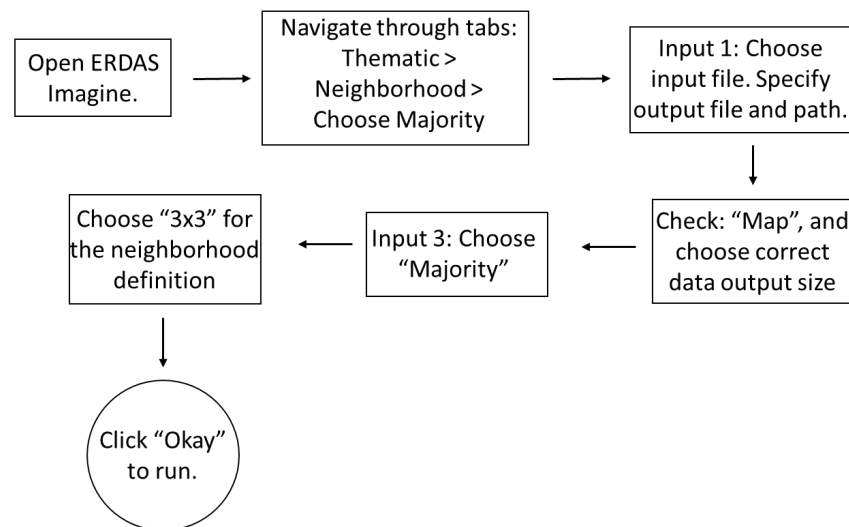 Open ERDAS
Imagine.
Navigate through tabs:
Thematic >
Neighborhood >
Choose Majority
Input 1: Choose
input file. Specify
output file and path.
Check: “Map”, and
choose correct
data output size
Input 3: Choose
“Majority”
Choose “3x3” for
the neighborhood
definition
Click “Okay”
to run.